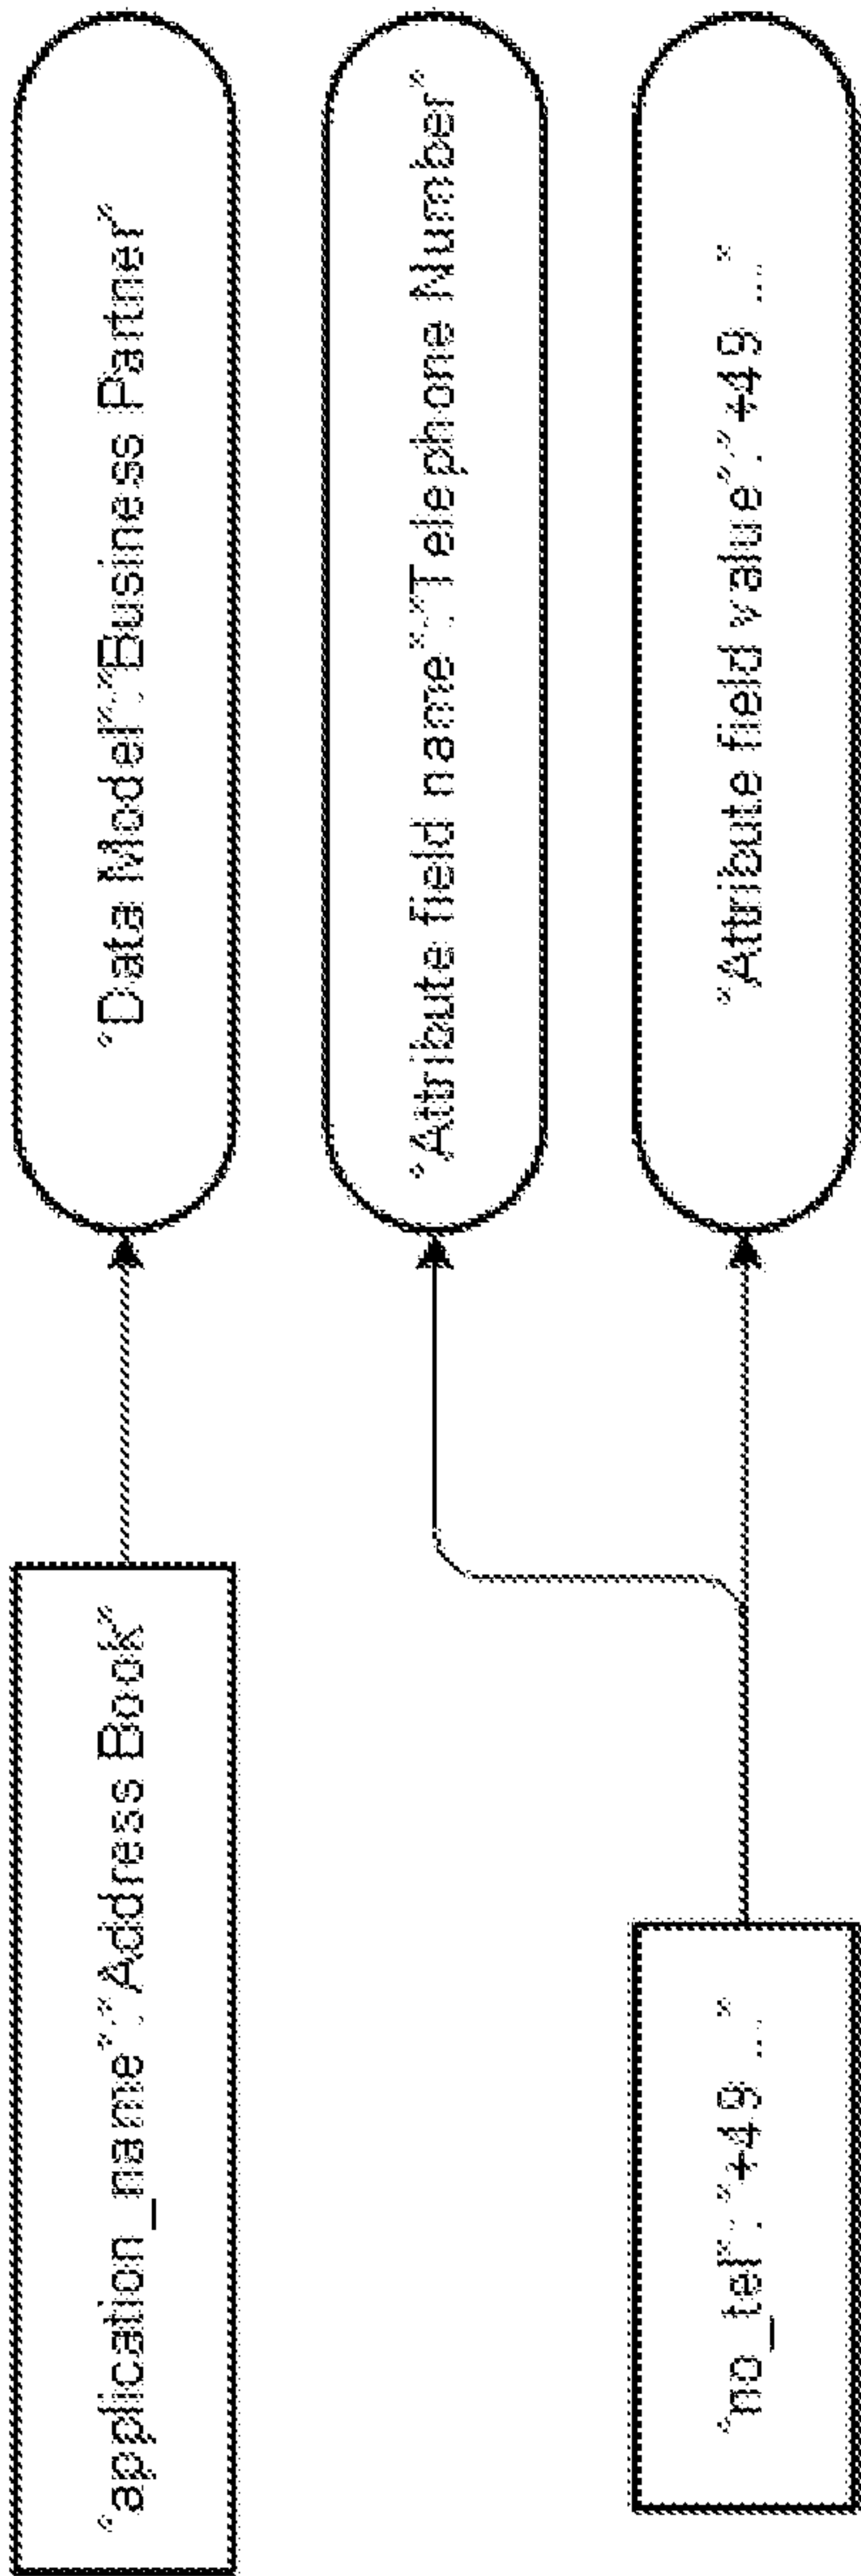 "application_name":"Address Book"
"Data Model":"Business Partner"
"Attribute field name":"Telephone Number"
"no_tel": "+49 ..."
"Attribute field value":"+49 ..."